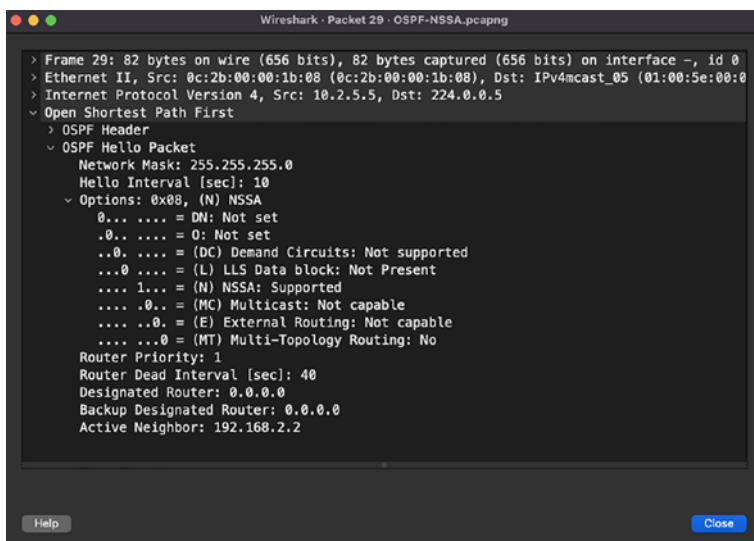 Wireshark · Packet 29 · OSPF-NSSA.pcapng
> Frame 29: 82 bytes on wire (656 bits), 82 bytes captured (656 bits) on interface -, id 0
> Ethernet II, Src: 0c:2b:00:00:1b:08 (0c:2b:00:00:1b:08), Dst: IPv4mcast_05 (01:00:5e:00:0
> Internet Protocol Version 4, Src: 10.2.5.5, Dst: 224.0.0.5
Open Shortest Path First
> OSPF Header
OSPF Hello Packet
Network Mask: 255.255.255.0
Hello Interval [sec]: 10
Options: 0x08, (N) NSSA
0... .... = DN: Not set
.0.. .... = O: Not set
..0. .... = (DC) Demand Circuits: Not supported
...0 .... = (L) LLS Data block: Not Present
.... 1... = (N) NSSA: Supported
.... .0.. = (MC) Multicast: Not capable
.... ..0. = (E) External Routing: Not capable
.... ...0 = (MT) Multi-Topology Routing: No
Router Priority: 1
Router Dead Interval [sec]: 40
Designated Router: 0.0.0.0
Backup Designated Router: 0.0.0.0
Active Neighbor: 192.168.2.2
Help
Close